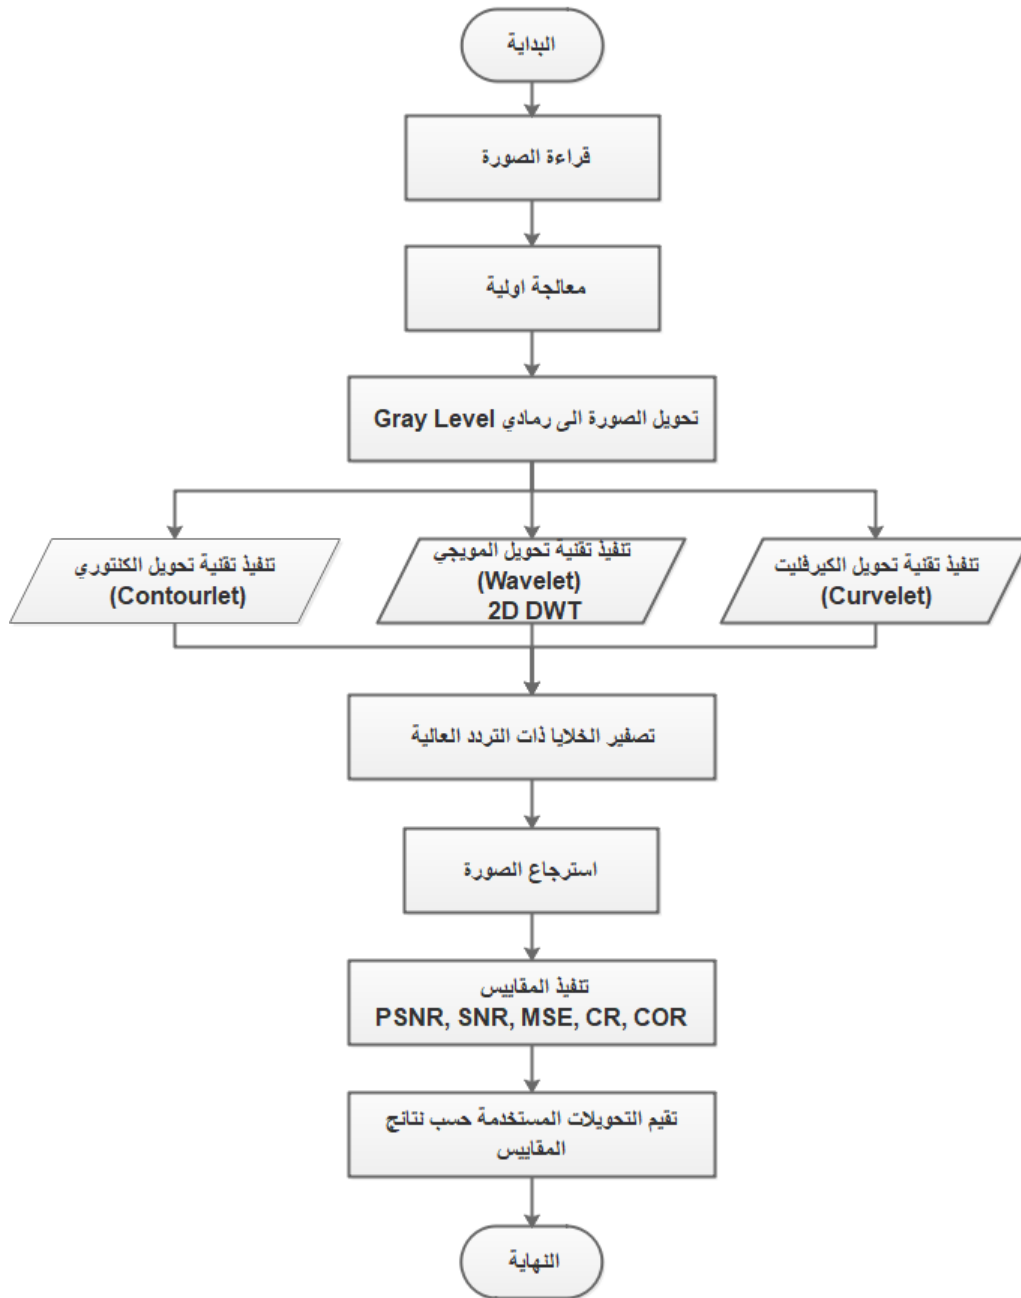 البداية
قراءة الصورة
معالجة اولية
تحويل الصورة الى رمادي Gray Level
تنفيذ تقنية تحويل الكيرفليت
(Curvelet)
تنفيذ تقنية تحويل المويجي
(Wavelet)
2D DWT
تنفيذ تقنية تحويل الكنتوري
(Contourlet)
تصفير الخلايا ذات التردد العالية
استرجاع الصورة
تنفيذ المقاييس
PSNR, SNR, MSE, CR, COR
تقيم التحويلات المستخدمة حسب نتائج
المقاييس
النهاية